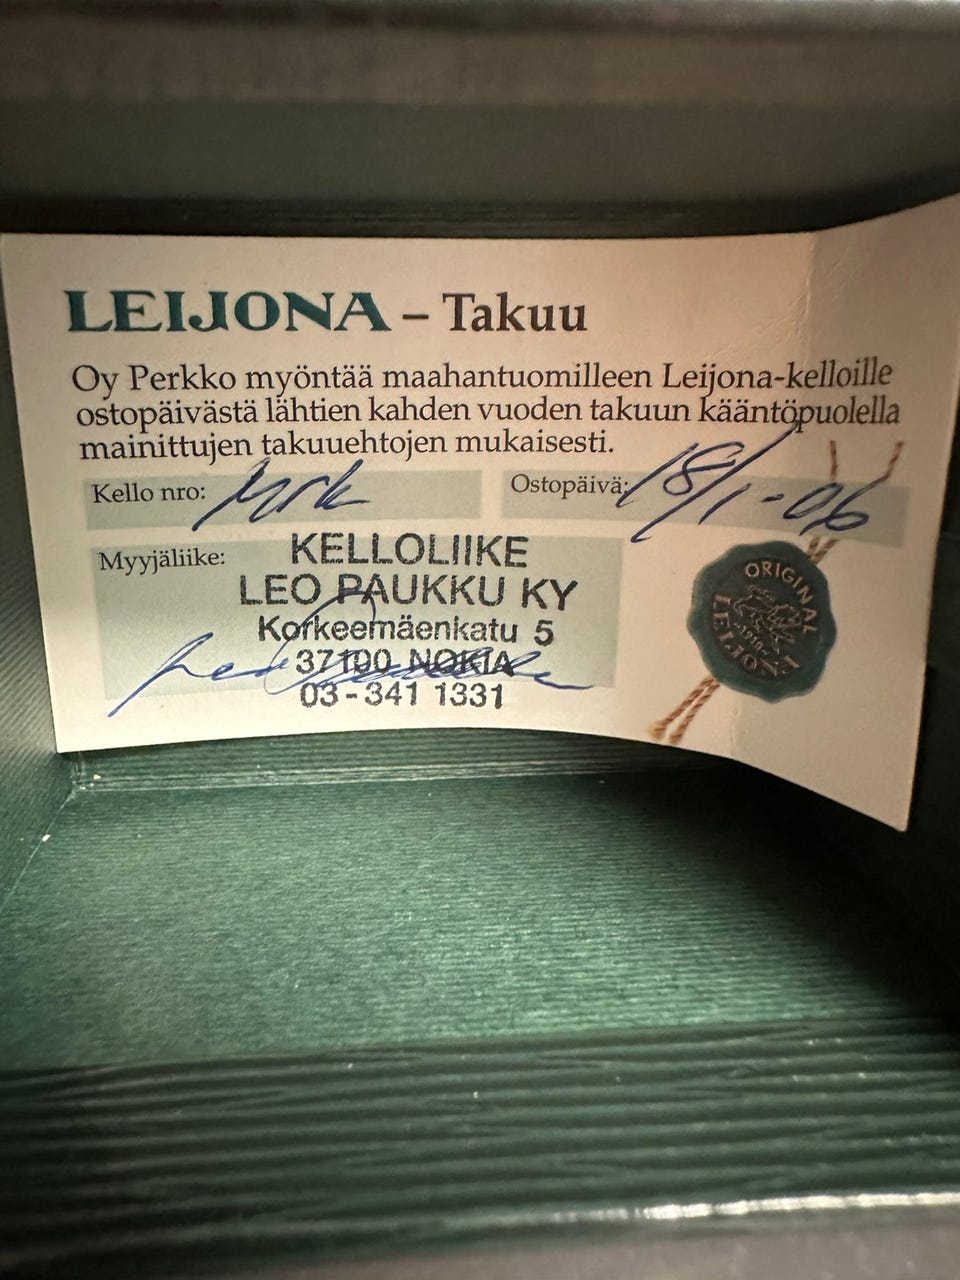 LEIJONA – Takuu
Oy Perkko myöntää maahantuomilleen Leijona-kelloille
ostopäivästä lähtien kahden vuoden takuun kääntöpuolella
mainittujen takuuehtojen mukaisesti.
Kello nro:
Ostopäivä: 18/1-06
Myyjäliike: KELLOLIIKE
LEO PAUKKU KY
Korkeemäenkatu 5
37100 NOKIA
03-341 1331
ORIGINAL
LEIJONA